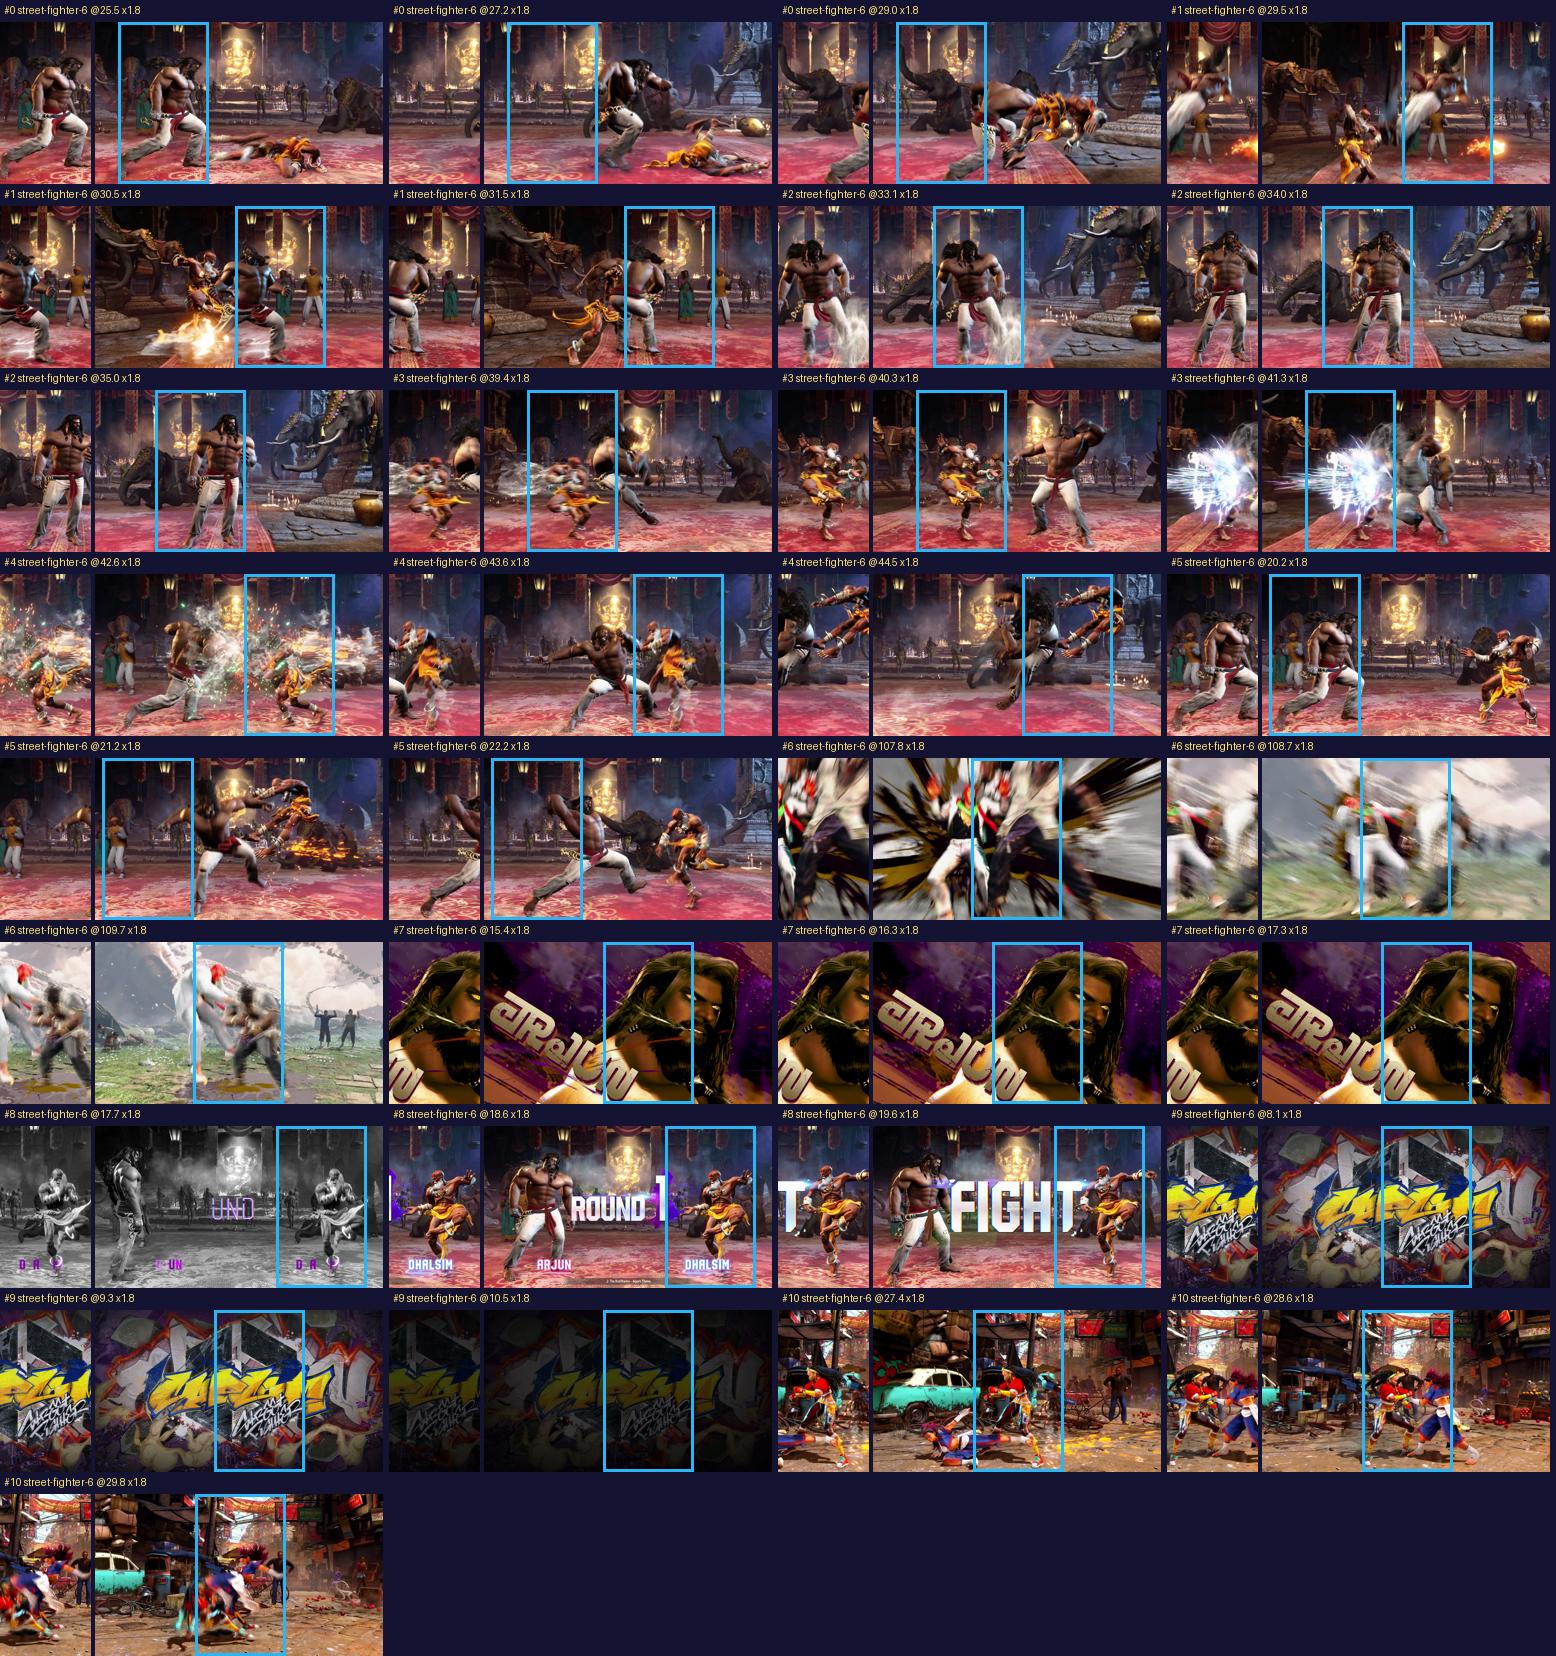 #0 street-fighter-6 @25.5 x1.8
#0 street-fighter-6 @27.2 x1.8
#0 street-fighter-6 @29.0 x1.8
#1 street-fighter-6 @29.5 x1.8
#1 street-fighter-6 @30.5 x1.8
#1 street-fighter-6 @31.5 x1.8
#2 street-fighter-6 @33.1 x1.8
#2 street-fighter-6 @34.0 x1.8
#2 street-fighter-6 @35.0 x1.8
#3 street-fighter-6 @39.4 x1.8
#3 street-fighter-6 @40.3 x1.8
#3 street-fighter-6 @41.3 x1.8
#4 street-fighter-6 @42.6 x1.8
#4 street-fighter-6 @43.6 x1.8
#4 street-fighter-6 @44.5 x1.8
#5 street-fighter-6 @20.2 x1.8
#5 street-fighter-6 @21.2 x1.8
#5 street-fighter-6 @22.2 x1.8
#6 street-fighter-6 @107.8 x1.8
#6 street-fighter-6 @108.7 x1.8
#6 street-fighter-6 @109.7 x1.8
#7 street-fighter-6 @15.4 x1.8
#7 street-fighter-6 @16.3 x1.8
#7 street-fighter-6 @17.3 x1.8
#8 street-fighter-6 @17.7 x1.8
#8 street-fighter-6 @18.6 x1.8
#8 street-fighter-6 @19.6 x1.8
#9 street-fighter-6 @8.1 x1.8
UND
ROUND 1
FIGHT
DHALSIM
ARJUN
DHALSIM
#9 street-fighter-6 @9.3 x1.8
#9 street-fighter-6 @10.5 x1.8
#10 street-fighter-6 @27.4 x1.8
#10 street-fighter-6 @28.6 x1.8
#10 street-fighter-6 @29.8 x1.8